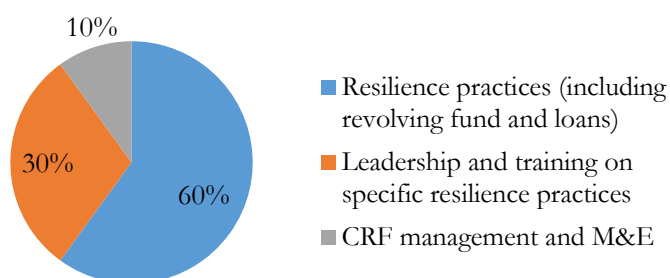 10%
30%
60%
Resilience practices (including
revolving fund and loans)
Leadership and training on
specific resilience practices
CRF management and M&E